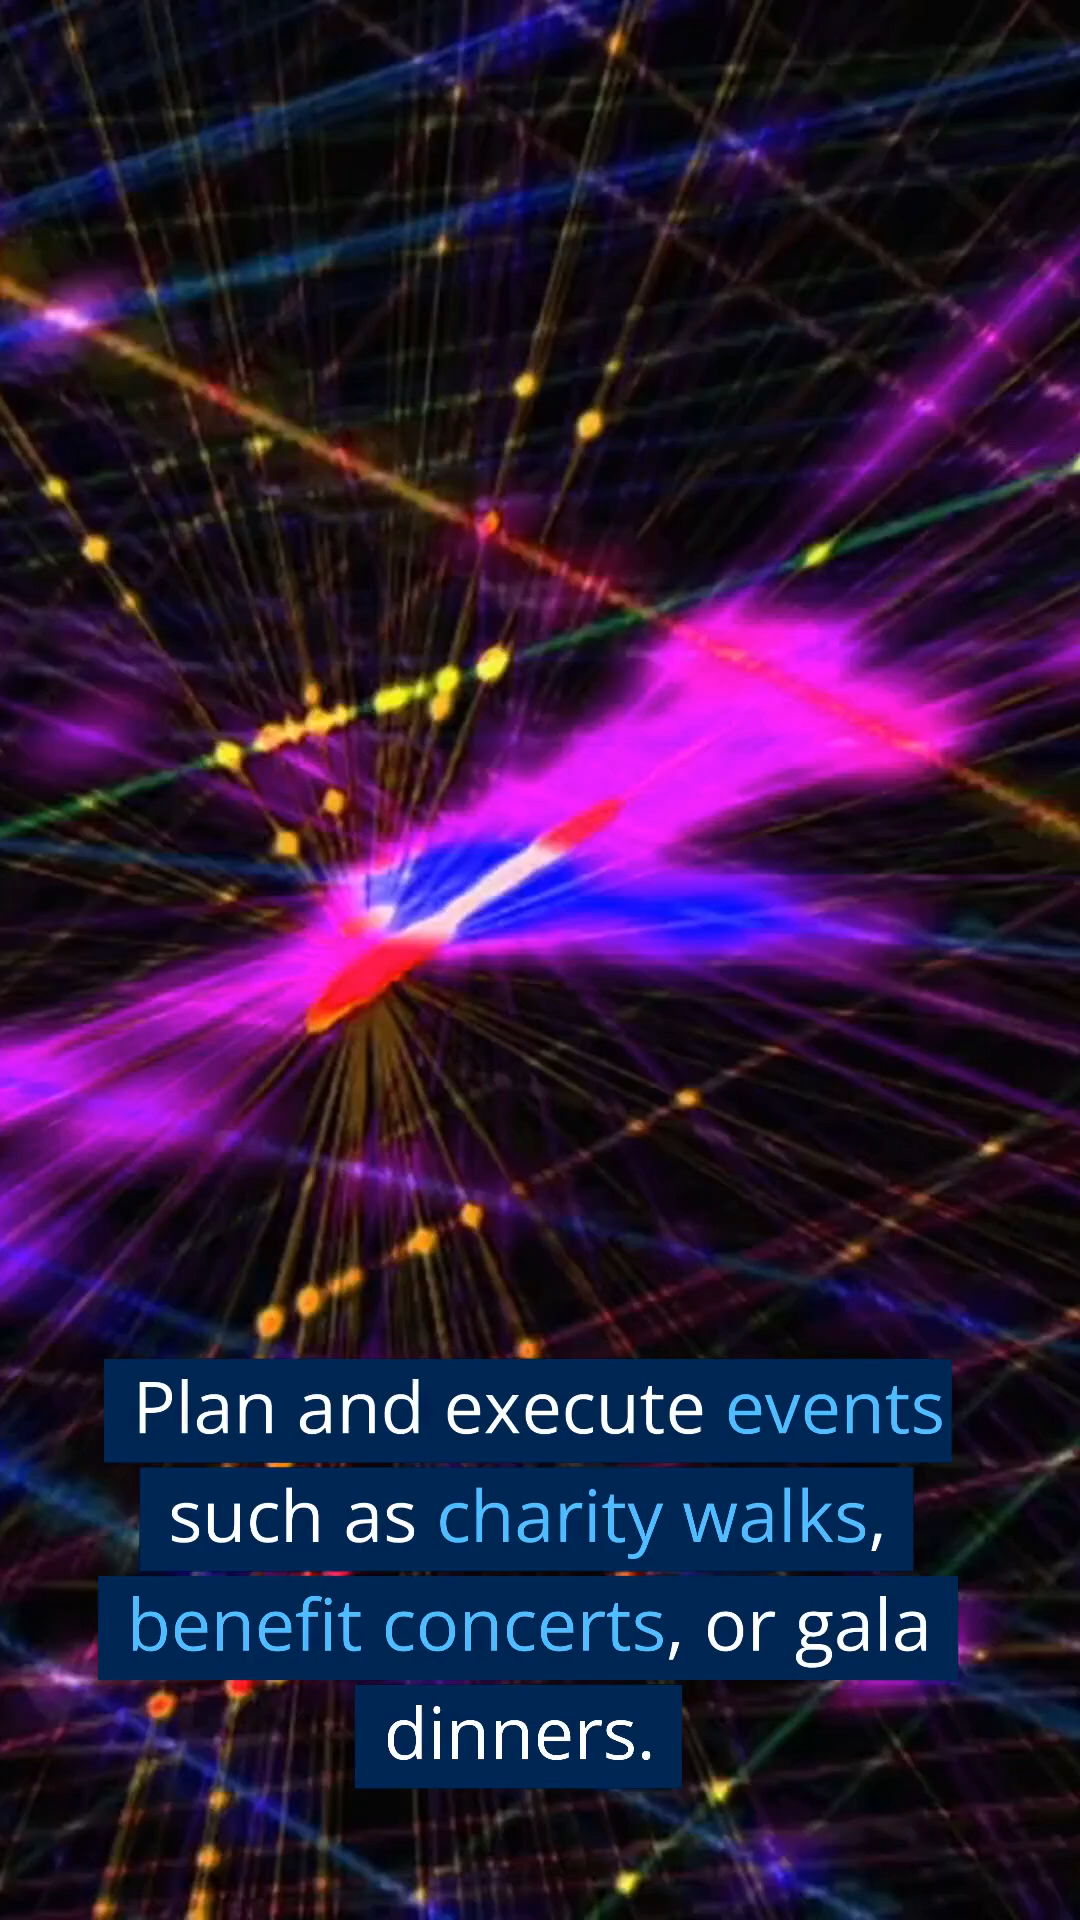 Plan and execute events
such as charity walks,
benefit concerts, or gala
dinners.